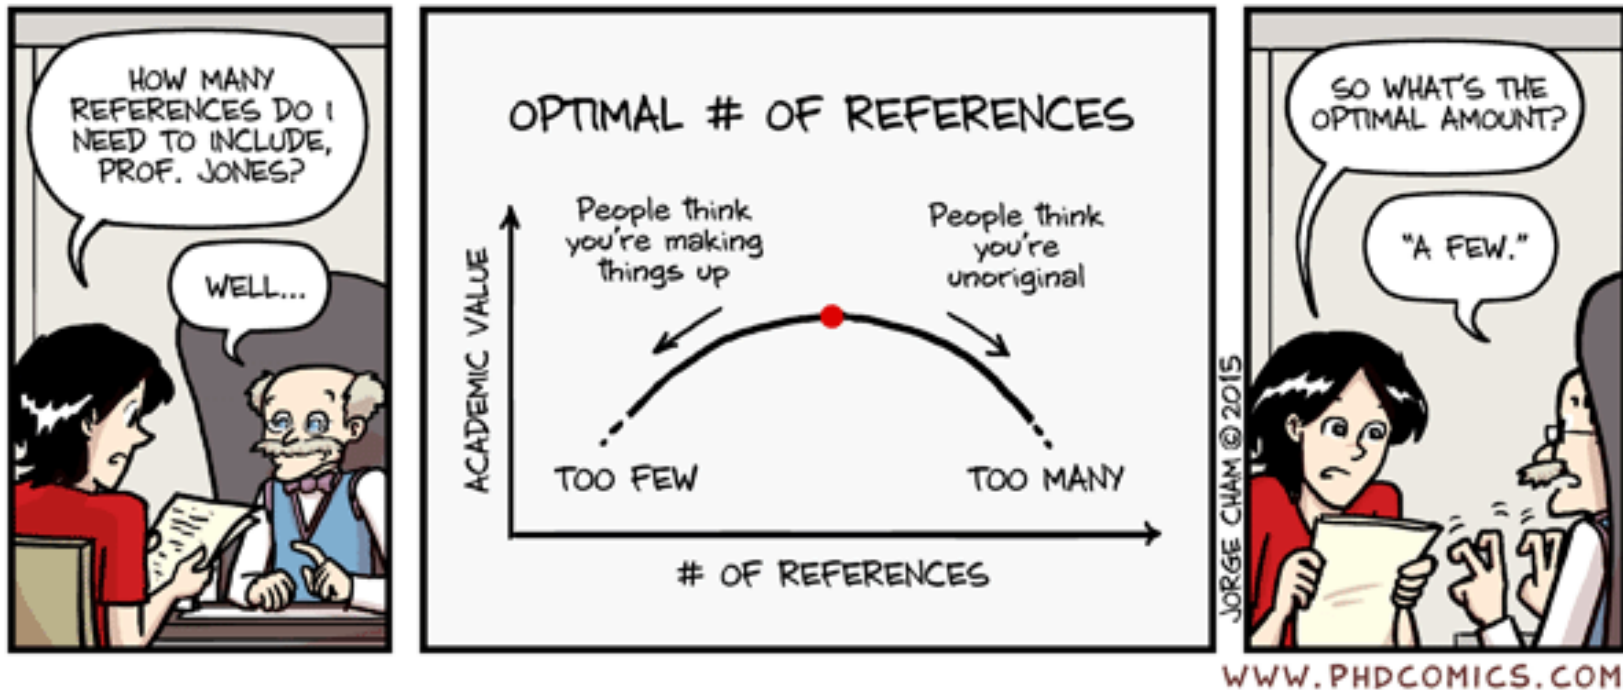 HOW MANY
REFERENCES DO I
NEED TO INCLUDE,
PROF. JONES?
WELL...
OPTIMAL # OF REFERENCES
People think
you're making
things up
People think
you're
unoriginal
ACADEMIC VALUE
TOO FEW
TOO MANY
# OF REFERENCES
JORGE CHAM © 2015
SO WHAT'S THE
OPTIMAL AMOUNT?
"A FEW."
WWW.PHDCOMICS.COM